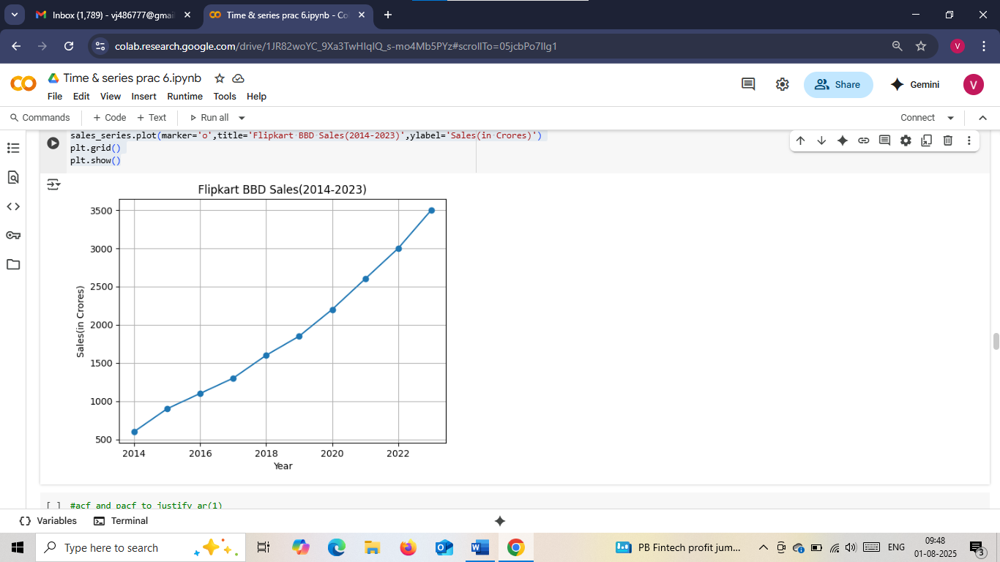 Inbox (1,789) - vj486777@gmai
Time & series prac 6.ipynb - Co
colab.research.google.com/drive/1JR82woYC_9Xa3TwHIqIQ_s-mo4Mb5PYz#scrollTo=05jcbPo7lIg1
V
CO
Time & series prac 6.ipynb
File Edit View Insert Runtime Tools Help
Share
Gemini
V
Commands + Code + Text Run all
Connect
sales_series.plot(marker='o',title='Flipkart BBD Sales(2014-2023)',ylabel='Sales(in Crores)')
plt.grid()
plt.show()
Flipkart BBD Sales(2014-2023)
Sales(in Crores)
3500
3000
2500
2000
1500
1000
500
2014 2016 2018 2020 2022
Year
[ ] #acf and pacf to justify ar(1)
{} Variables Terminal
Type here to search
PB Fintech profit jum...
ENG
09:48
01-08-2025
3